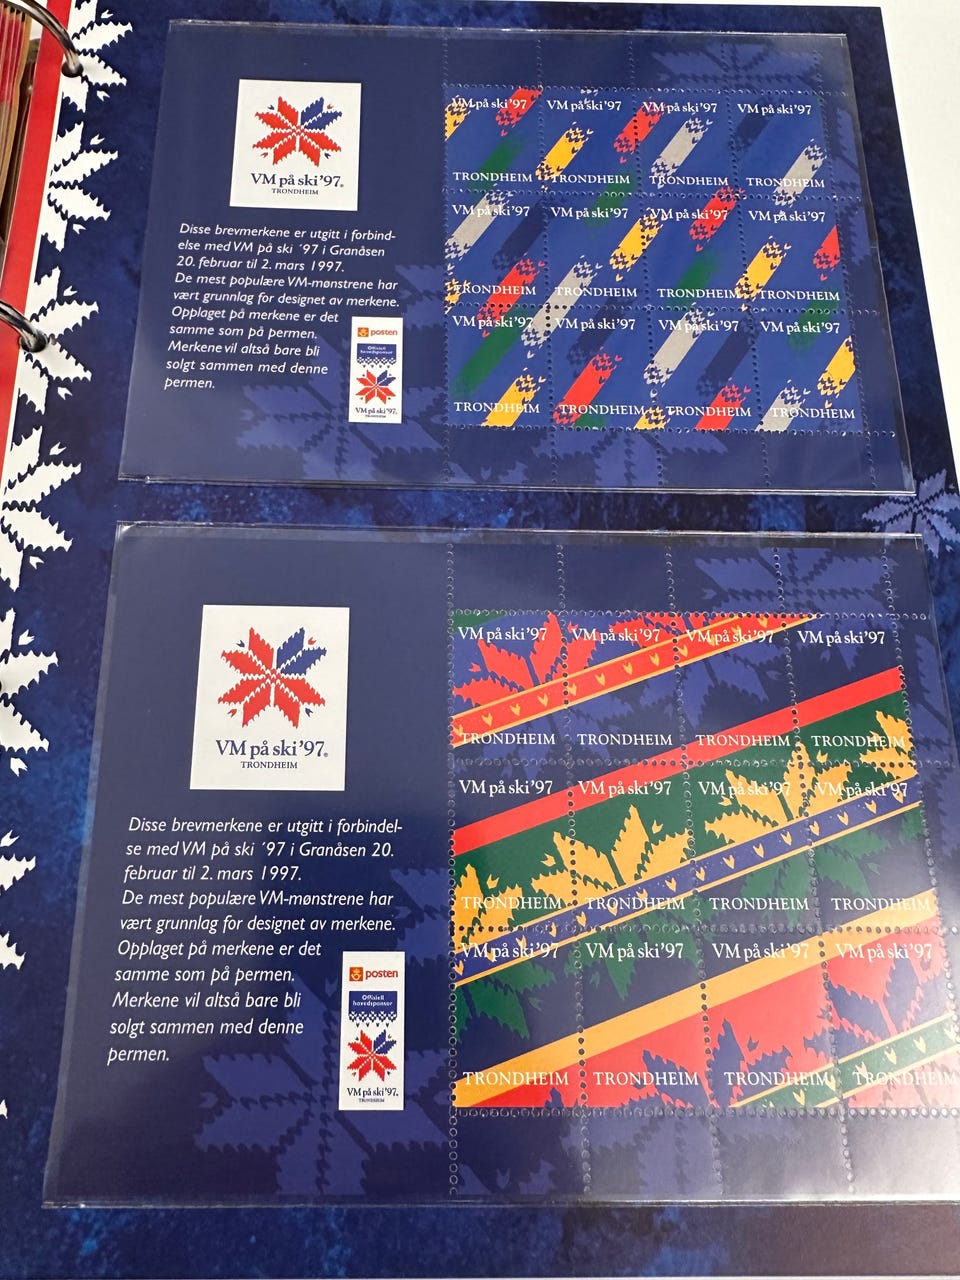 VM på ski '97®
TRONDHEIM
Disse brevmerkene er utgitt i forbind-
else med VM på ski ´97 i Granåsen
20. februar til 2. mars 1997.
De mest populære VM-mønstrene har
vært grunnlag for designet av merkene.
Opplaget på merkene er det
samme som på permen.
Merkene vil altså bare bli
solgt sammen med denne
permen.
posten
Offisiell
hovedsponsor
VM på ski '97®
TRONDHEIM
VM på ski '97 VM på ski '97 VM på ski '97 VM på ski '97
TRONDHEIM TRONDHEIM TRONDHEIM TRONDHEIM
VM på ski '97 VM på ski '97 VM på ski '97 VM på ski '97
TRONDHEIM TRONDHEIM TRONDHEIM TRONDHEIM
VM på ski '97 VM på ski '97 VM på ski '97 VM på ski '97
TRONDHEIM TRONDHEIM TRONDHEIM TRONDHEIM
VM på ski '97®
TRONDHEIM
Disse brevmerkene er utgitt i forbindel-
se med VM på ski ´97 i Granåsen 20.
februar til 2. mars 1997.
De mest populære VM-mønstrene har
vært grunnlag for designet av merkene.
Opplaget på merkene er det
samme som på permen.
Merkene vil altså bare bli
solgt sammen med denne
permen.
posten
Offisiell
hovedsponsor
VM på ski '97®
TRONDHEIM
VM på ski '97 VM på ski '97 VM på ski '97 VM på ski '97
TRONDHEIM TRONDHEIM TRONDHEIM TRONDHEIM
VM på ski '97 VM på ski '97 VM på ski '97 VM på ski '97
TRONDHEIM TRONDHEIM TRONDHEIM TRONDHEIM
VM på ski '97 VM på ski '97 VM på ski '97 VM på ski '97
TRONDHEIM TRONDHEIM TRONDHEIM TRONDHEIM